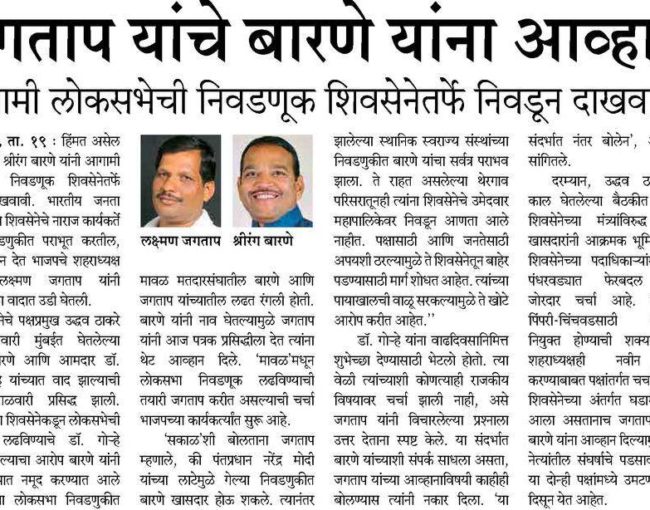 गताप यांचे बारणे यांना आव्हा
गामी लोकसभेची निवडणूक शिवसेनेतर्फे निवडून दाखव
, ता. १९ : हिंमत असेल
श्रीरंग बारणे यांनी आगामी
निवडणूक शिवसेनेतर्फे
खवावी. भारतीय जनता
शिवसेनेचे नाराज कार्यकर्ते
डणुकीत पराभूत करतील,
न देत भाजपचे शहराध्यक्ष
लक्ष्मण जगताप यांनी
वादात उडी घेतली.
नेचे पक्षप्रमुख उद्धव ठाकरे
वारी मुंबईत घेतलेल्या
बारणे आणि आमदार डॉ.
यांच्यात वाद झाल्याची
ळवारी प्रसिद्ध झाली.
शिवसेनेकडून लोकसभेची
लढविण्याचे डॉ. गोऱ्हे
ल्याचा आरोप बारणे यांनी
यात नमूद करण्यात आले
लोकसभा निवडणुकीत
लक्ष्मण जगताप
श्रीरंग बारणे
मावळ मतदारसंघातील बारणे आणि
जगताप यांच्यातील लढत रंगली होती.
बारणे यांनी नाव घेतल्यामुळे जगताप
यांनी आज पत्रक प्रसिद्धीला देत त्यांना
थेट आव्हान दिले. ‘मावळ’मधून
लोकसभा निवडणूक लढविण्याची
तयारी जगताप करीत असल्याची चर्चा
भाजपच्या कार्यकर्त्यांत सुरू आहे.
‘सकाळ’शी बोलताना जगताप
म्हणाले, की पंतप्रधान नरेंद्र मोदी
यांच्या लाटेमुळे गेल्या निवडणुकीत
बारणे खासदार होऊ शकले. त्यानंतर
झालेल्या स्थानिक स्वराज्य संस्थांच्या
निवडणुकीत बारणे यांचा सर्वत्र पराभव
झाला. ते राहत असलेल्या थेरगाव
परिसरातूनही त्यांना शिवसेनेचे उमेदवार
महापालिकेवर निवडून आणता आले
नाहीत. पक्षासाठी आणि जनतेसाठी
अपयशी ठरल्यामुळे ते शिवसेनेतून बाहेर
पडण्यासाठी मार्ग शोधत आहेत. त्यांच्या
पायाखालची वाळू सरकल्यामुळे ते खोटे
आरोप करीत आहेत.’’
डॉ. गोऱ्हे यांना वाढदिवसानिमित्त
शुभेच्छा देण्यासाठी भेटलो होतो. त्या
वेळी त्यांच्याशी कोणत्याही राजकीय
विषयावर चर्चा झाली नाही, असे
जगताप यांनी विचारलेल्या प्रश्नाला
उत्तर देताना स्पष्ट केले. या संदर्भात
बारणे यांच्याशी संपर्क साधला असता,
जगताप यांच्या आव्हानाविषयी काहीही
बोलण्यास त्यांनी नकार दिला. ‘या
संदर्भात नंतर बोलेन’, अ
सांगितले.
दरम्यान, उद्धव ठा
काल घेतलेल्या बैठकीत
शिवसेनेच्या मंत्र्यांविरुद्ध
खासदारांनी आक्रमक भूमि
शिवसेनेच्या पदाधिकाऱ्यां
पंधरवड्यात फेरबदल
जोरदार चर्चा आहे.
पिंपरी-चिंचवडसाठी
नियुक्त होण्याची शक्य
शहराध्यक्षही नवीन
करण्याबाबत पक्षांतर्गत चच
शिवसेनेच्या अंतर्गत घडा
आला असतानाच जगताप
बारणे यांना आव्हान दिल्यामु
नेत्यांतील संघर्षाचे पडसाव
या दोन्ही पक्षांमध्ये उमट
दिसून येत आहेत.